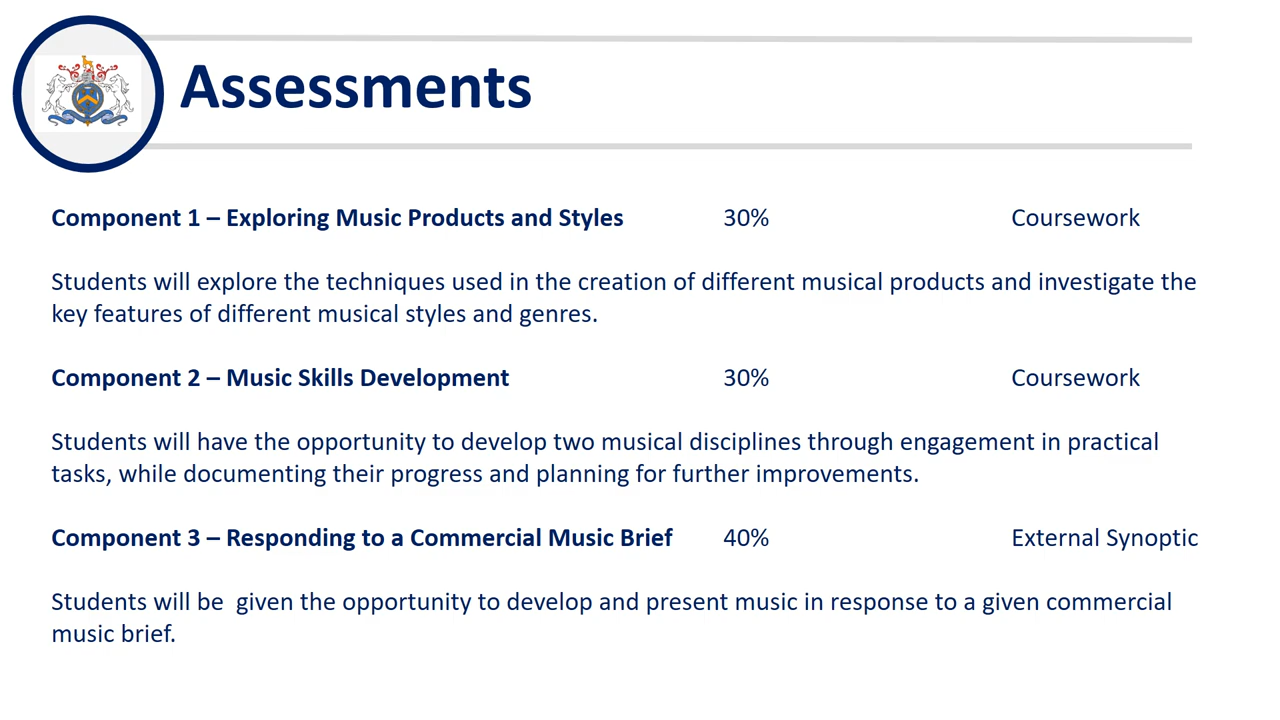 Assessments
Component 1 – Exploring Music Products and Styles 30% Coursework
Students will explore the techniques used in the creation of different musical products and investigate the
key features of different musical styles and genres.
Component 2 – Music Skills Development 30% Coursework
Students will have the opportunity to develop two musical disciplines through engagement in practical
tasks, while documenting their progress and planning for further improvements.
Component 3 – Responding to a Commercial Music Brief 40% External Synoptic
Students will be  given the opportunity to develop and present music in response to a given commercial
music brief.